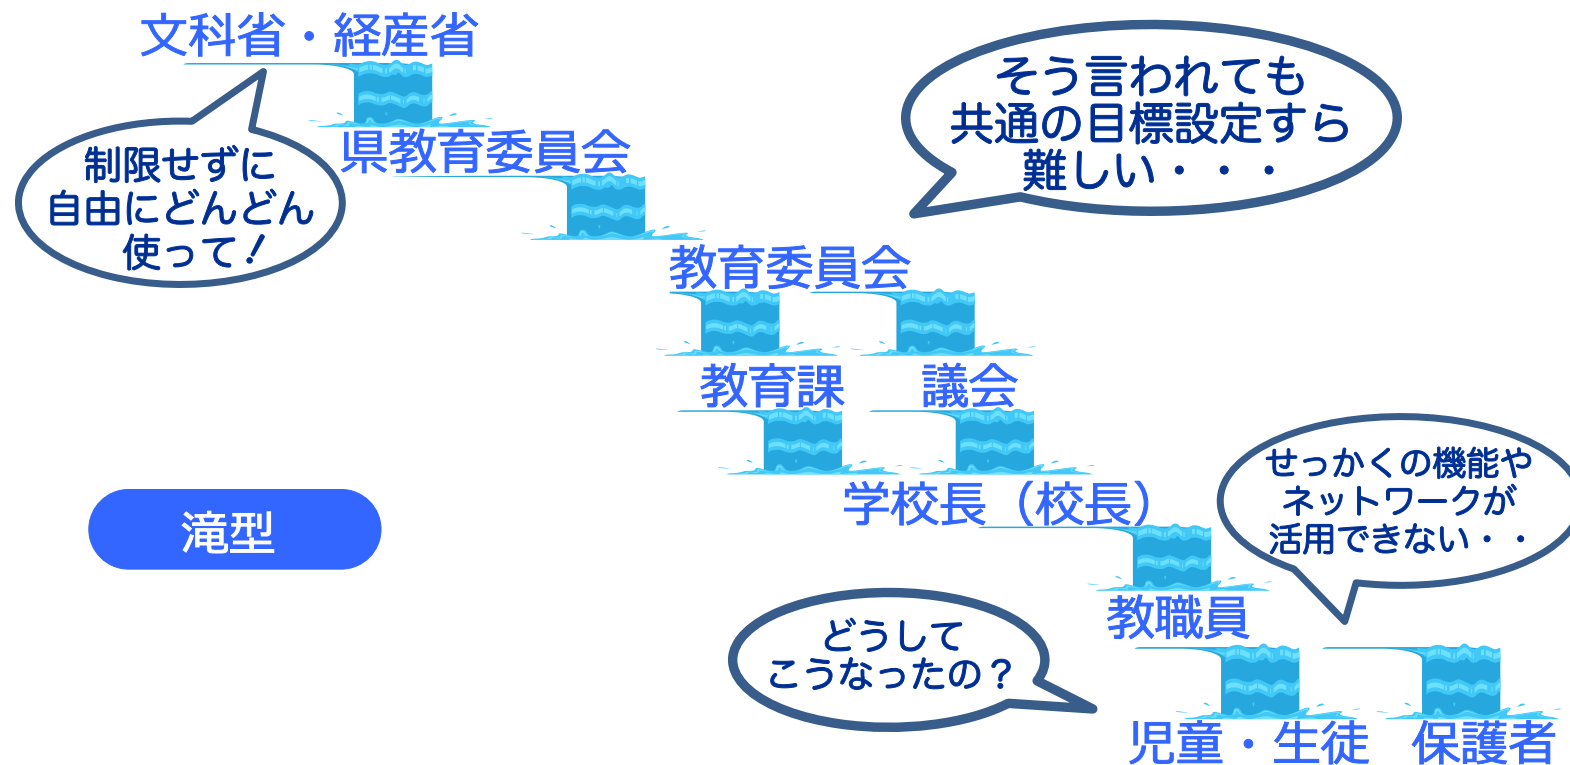 文科省・経産省
制限せずに
自由にどんどん
使って！
県教育委員会
そう言われても
共通の目標設定すら
難しい・・・
教育委員会
教育課
議会
学校長（校長）
せっかくの機能や
ネットワークが
活用できない・・
滝型
教職員
どうして
こうなったの？
児童・生徒
保護者